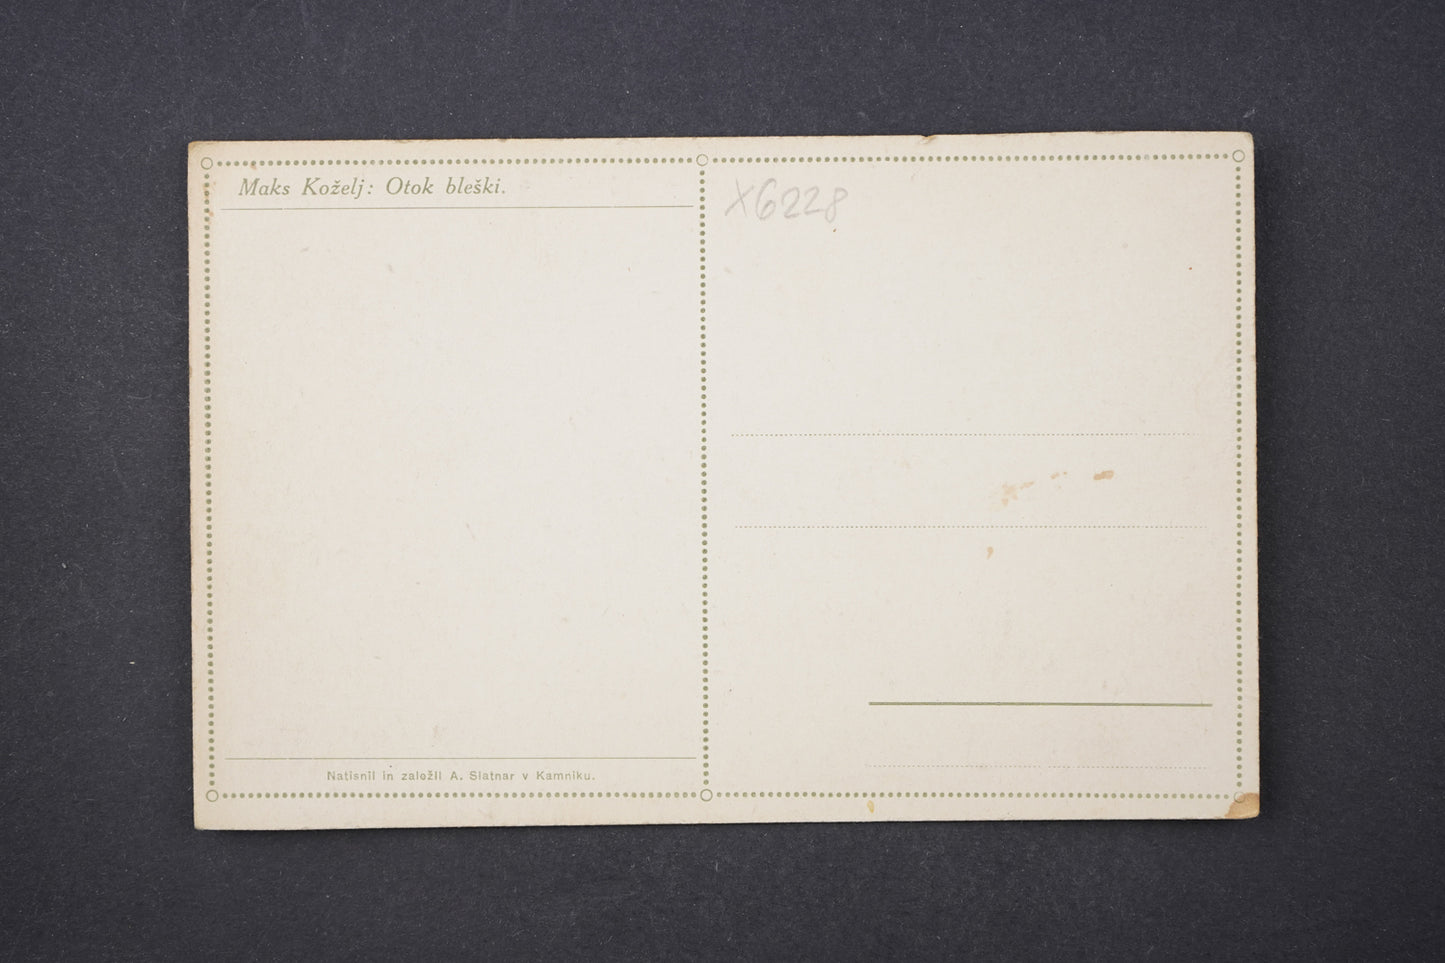 Maks Koželj: Otok bleški.
X6228
Natisnil in založil A. Slatnar v Kamniku.